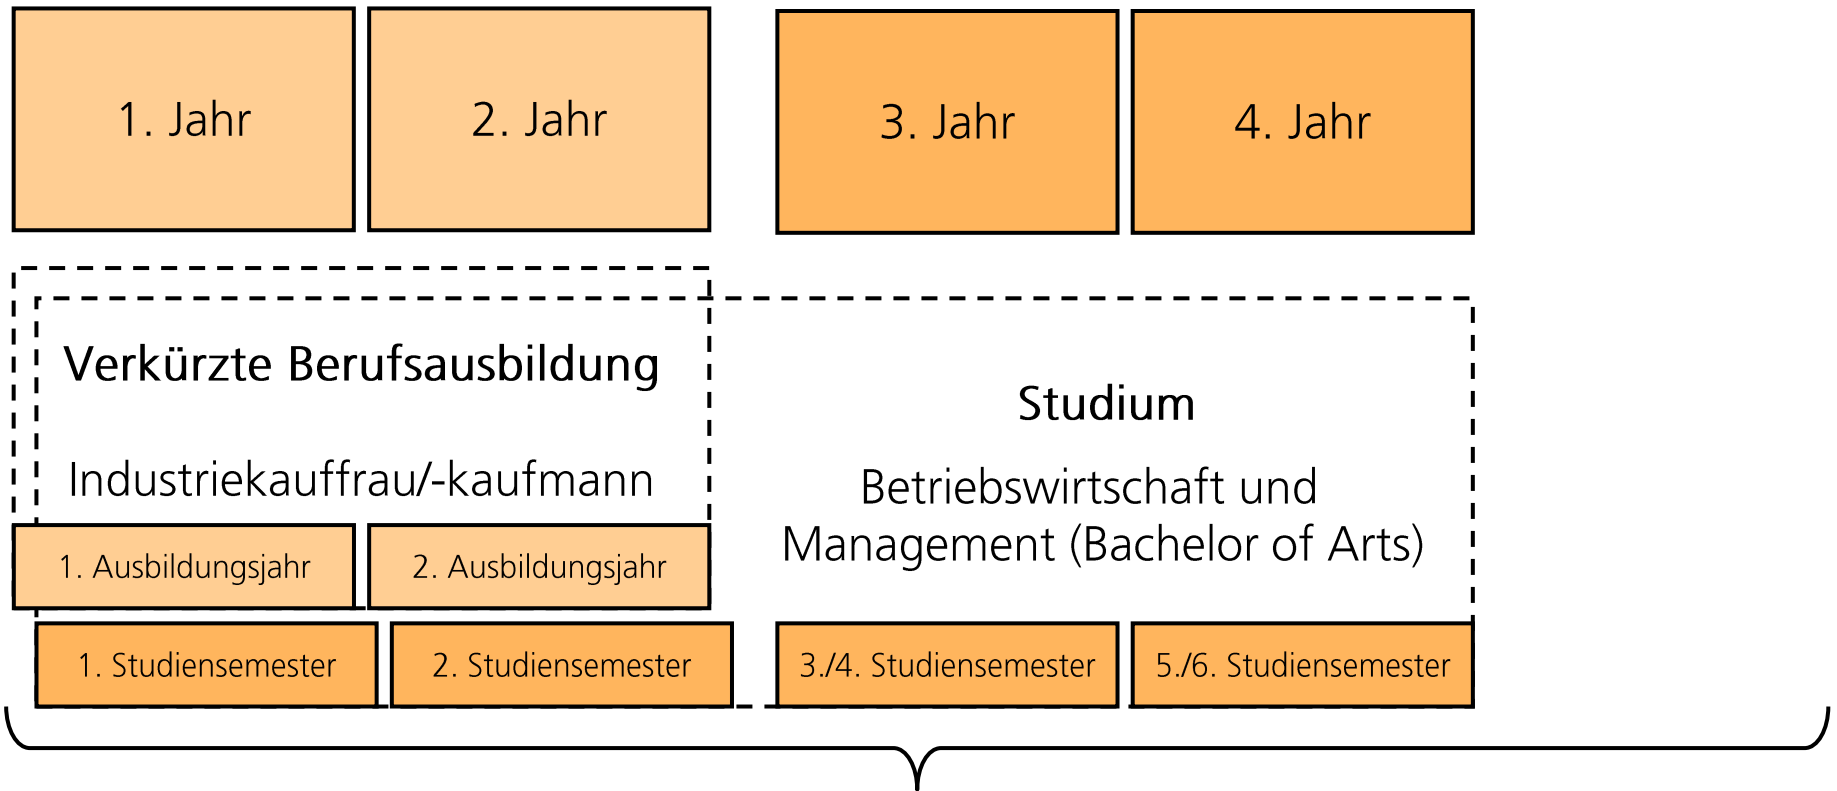 1. Jahr
2. Jahr
3. Jahr
4. Jahr
Verkürzte Berufsausbildung
Industriekauffrau/-kaufmann
Studium
Betriebswirtschaft und
Management (Bachelor of Arts)
1. Ausbildungsjahr
2. Ausbildungsjahr
1. Studiensemester
2. Studiensemester
3./4. Studiensemester
5./6. Studiensemester